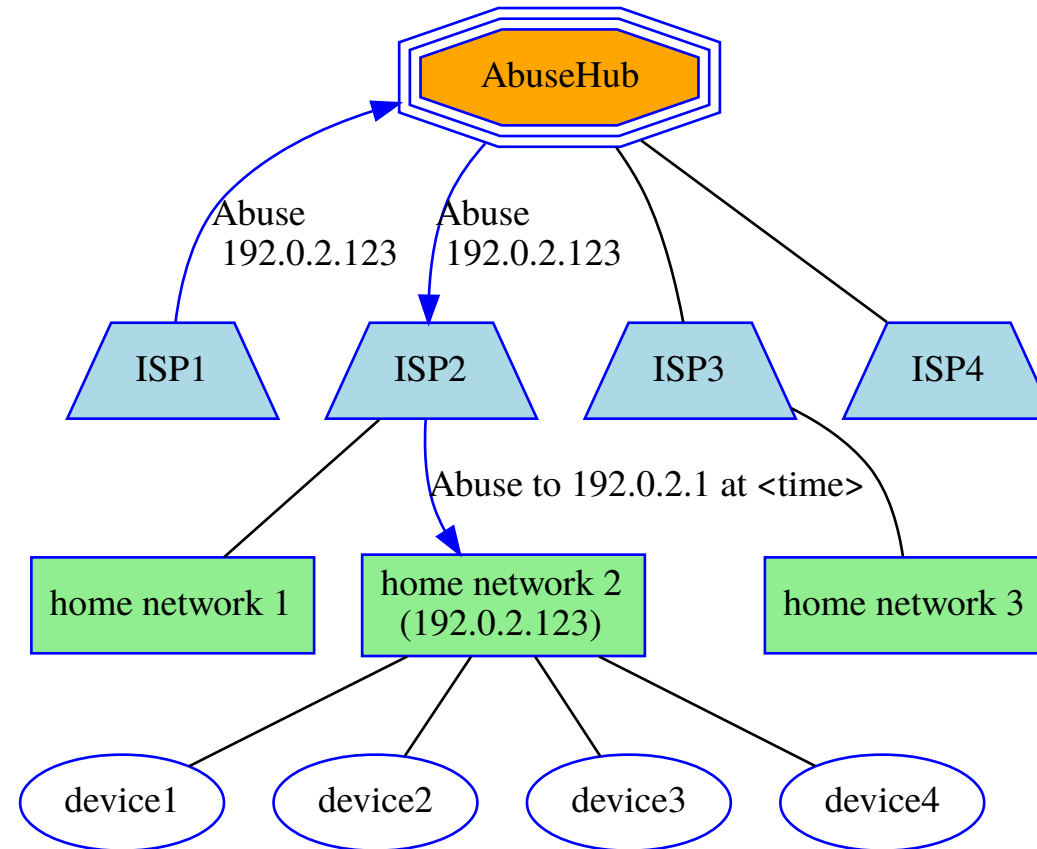 AbuseHub
Abuse
192.0.2.123
Abuse
192.0.2.123
ISP1
ISP2
ISP3
ISP4
Abuse to 192.0.2.1 at <time>
home network 1
home network 2
(192.0.2.123)
home network 3
device1
device2
device3
device4